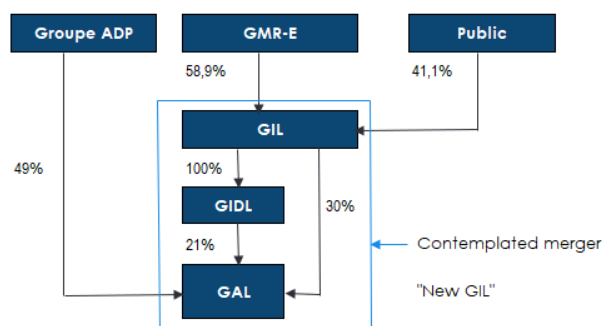 Groupe ADP
GMR-E
Public
58,9%
41,1%
GIL
49%
100%
30%
GIDL
21%
Contemplated merger
"New GIL"
GAL